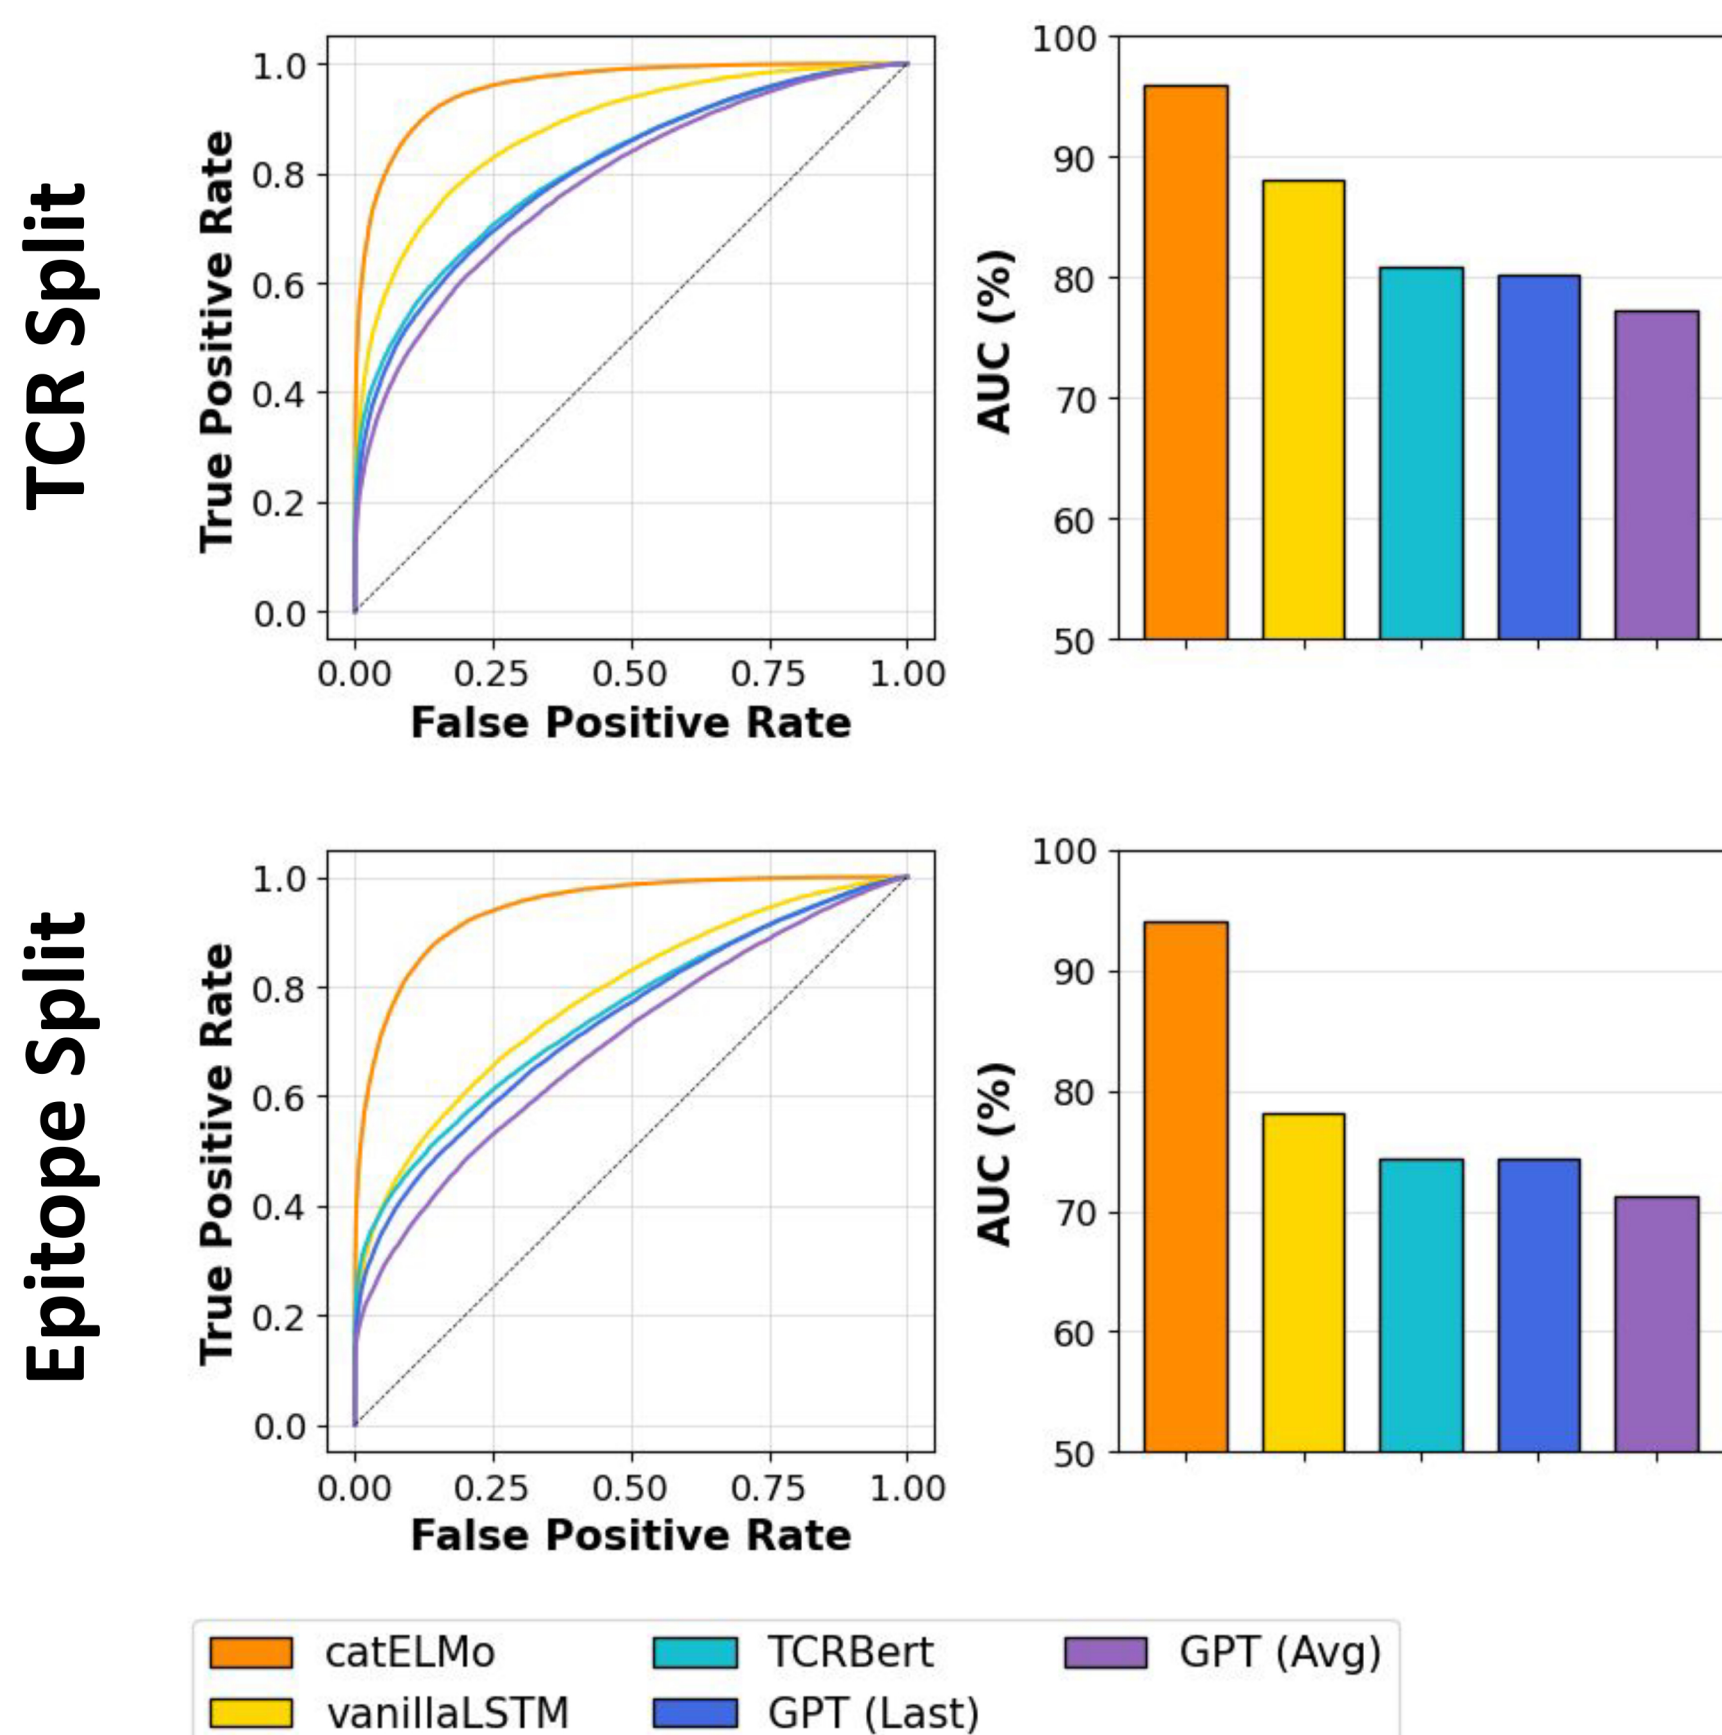 TCR Split
True Positive Rate
1.0
0.8
0.6
0.4
0.2
0.0
0.00 0.25 0.50 0.75 1.00
False Positive Rate
AUC (%)
100
90
80
70
60
50
Epitope Split
True Positive Rate
1.0
0.8
0.6
0.4
0.2
0.0
0.00 0.25 0.50 0.75 1.00
False Positive Rate
AUC (%)
100
90
80
70
60
50
catELMo TCRBert GPT (Avg)
vanillaLSTM GPT (Last)